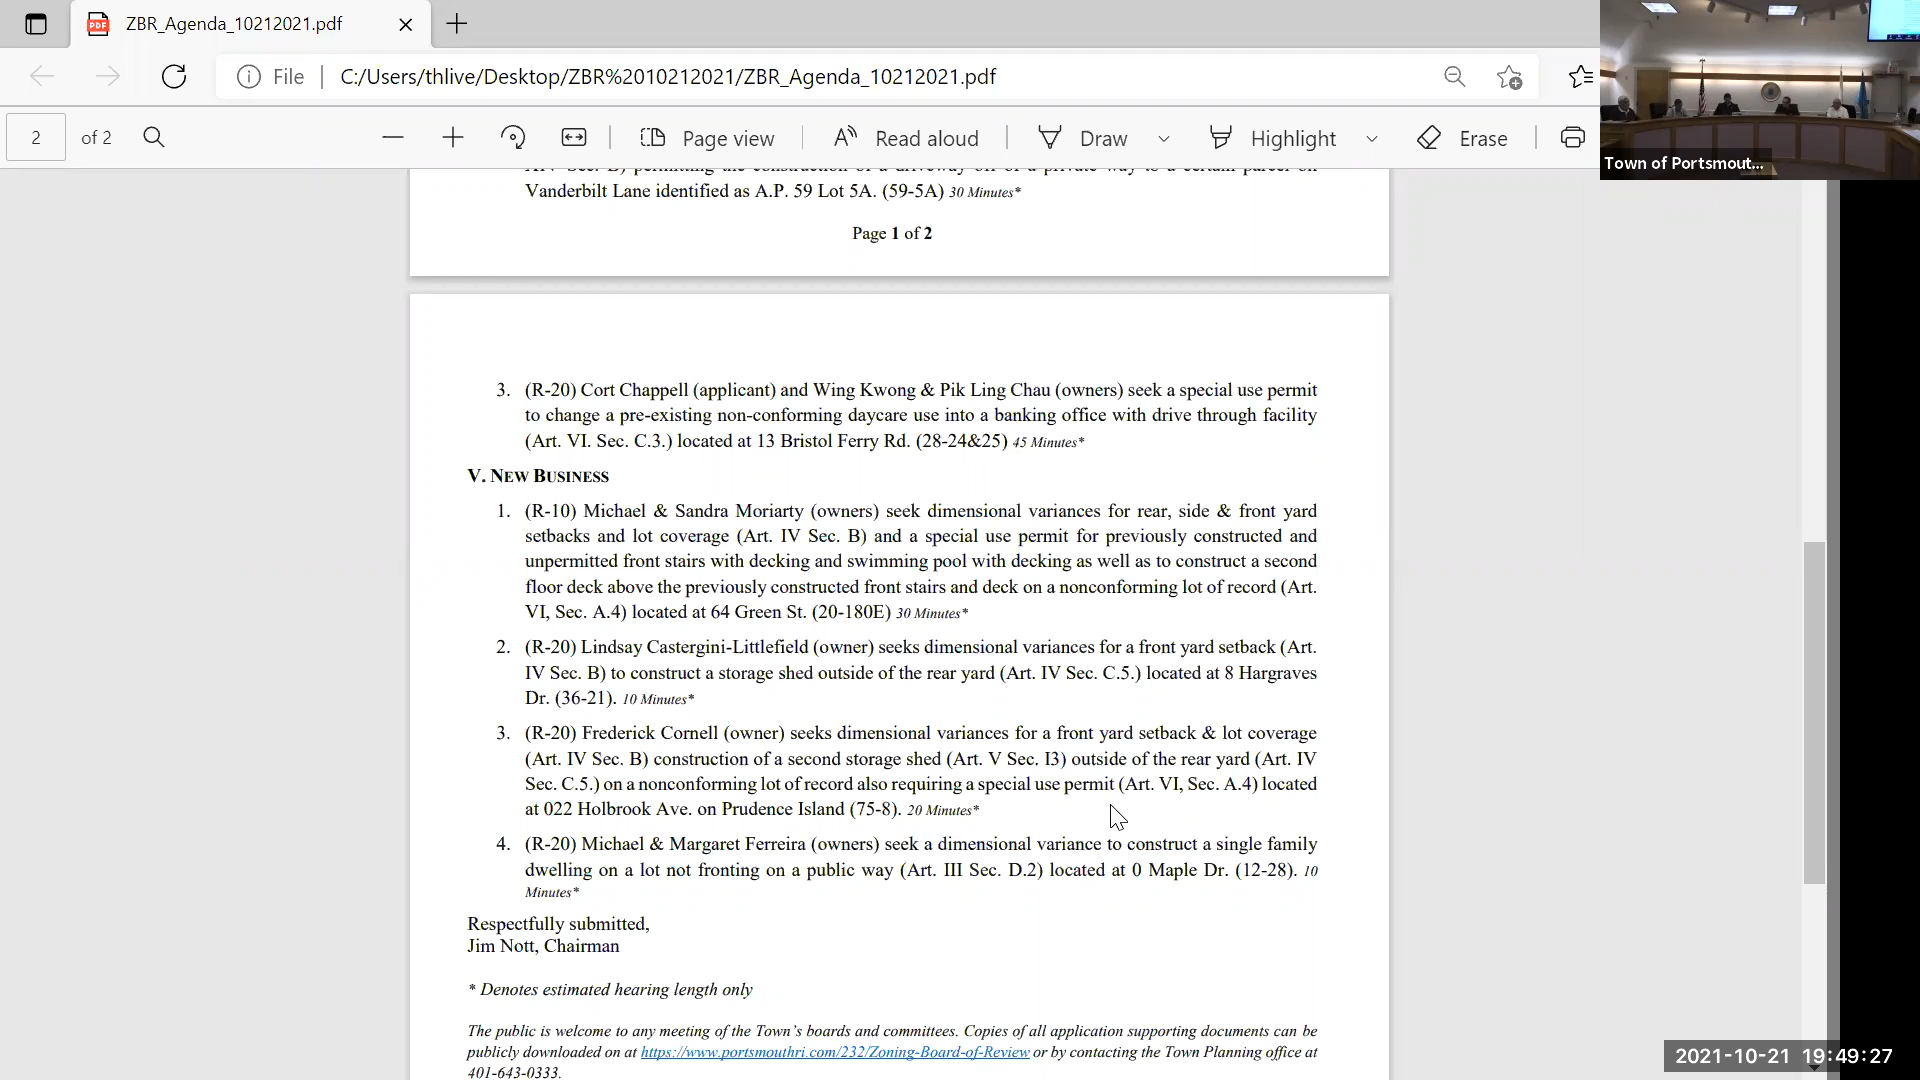 ZBR_Agenda_10212021.pdf
File
C:/Users/thlive/Desktop/ZBR%2010212021/ZBR_Agenda_10212021.pdf
2 of 2
Page view
Read aloud
Draw
Highlight
Erase
Town of Portsmout...
XIV Sec. B) permitting the construction of a driveway off of a private way to a certain parcel on
Vanderbilt Lane identified as A.P. 59 Lot 5A. (59-5A) 30 Minutes*
Page 1 of 2
3. (R-20) Cort Chappell (applicant) and Wing Kwong & Pik Ling Chau (owners) seek a special use permit
to change a pre-existing non-conforming daycare use into a banking office with drive through facility
(Art. VI. Sec. C.3.) located at 13 Bristol Ferry Rd. (28-24&25) 45 Minutes*
V. NEW BUSINESS
1. (R-10) Michael & Sandra Moriarty (owners) seek dimensional variances for rear, side & front yard
setbacks and lot coverage (Art. IV Sec. B) and a special use permit for previously constructed and
unpermitted front stairs with decking and swimming pool with decking as well as to construct a second
floor deck above the previously constructed front stairs and deck on a nonconforming lot of record (Art.
VI, Sec. A.4) located at 64 Green St. (20-180E) 30 Minutes*
2. (R-20) Lindsay Castergini-Littlefield (owner) seeks dimensional variances for a front yard setback (Art.
IV Sec. B) to construct a storage shed outside of the rear yard (Art. IV Sec. C.5.) located at 8 Hargraves
Dr. (36-21). 10 Minutes*
3. (R-20) Frederick Cornell (owner) seeks dimensional variances for a front yard setback & lot coverage
(Art. IV Sec. B) construction of a second storage shed (Art. V Sec. I3) outside of the rear yard (Art. IV
Sec. C.5.) on a nonconforming lot of record also requiring a special use permit (Art. VI, Sec. A.4) located
at 022 Holbrook Ave. on Prudence Island (75-8). 20 Minutes*
4. (R-20) Michael & Margaret Ferreira (owners) seek a dimensional variance to construct a single family
dwelling on a lot not fronting on a public way (Art. III Sec. D.2) located at 0 Maple Dr. (12-28). 10
Minutes*
Respectfully submitted,
Jim Nott, Chairman
* Denotes estimated hearing length only
The public is welcome to any meeting of the Town's boards and committees. Copies of all application supporting documents can be
publicly downloaded on at https://www.portsmouthri.com/232/Zoning-Board-of-Review or by contacting the Town Planning office at
401-643-0333.
2021-10-21 19:49:27